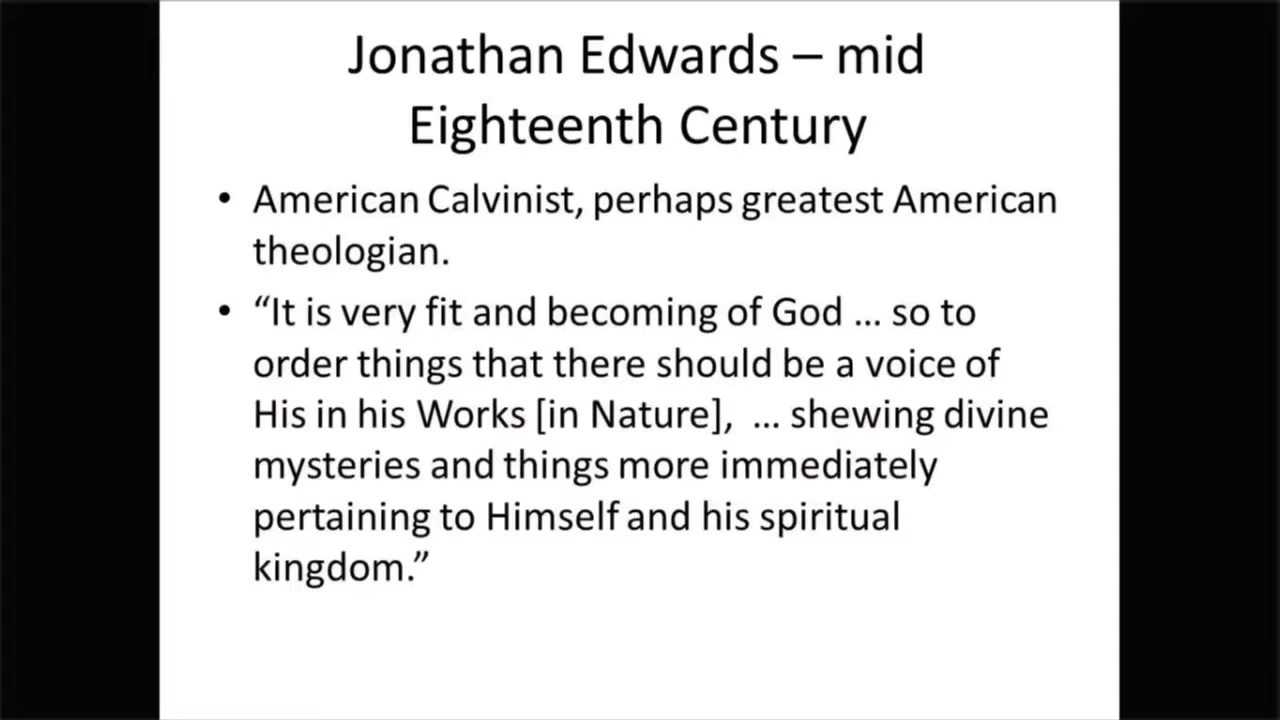 Jonathan Edwards – mid
Eighteenth Century
• American Calvinist, perhaps greatest American
theologian.
• “It is very fit and becoming of God ... so to
order things that there should be a voice of
His in his Works [in Nature],  ... shewing divine
mysteries and things more immediately
pertaining to Himself and his spiritual
kingdom.”